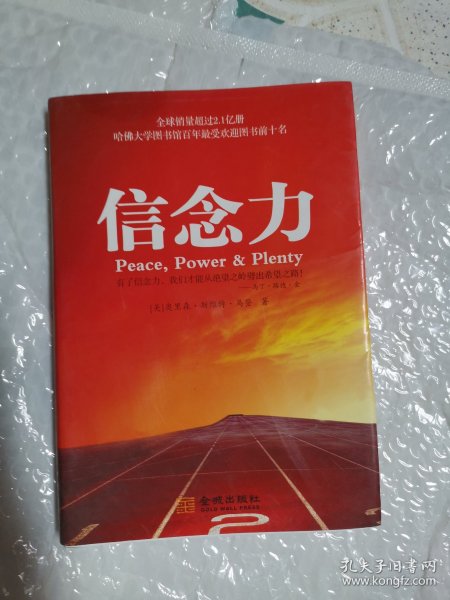 全球销量超过2.1亿册
哈佛大学图书馆百年最受欢迎图书前十名
信念力
Peace, Power & Plenty
有了信念力，我们才能从绝望之的劈出希望之路！
——马丁·路德·金
[美]奥里森·斯维特·马登 著
金城出版社
GOLD WALL PRESS
2
孔夫子旧书网
www.kongfz.com